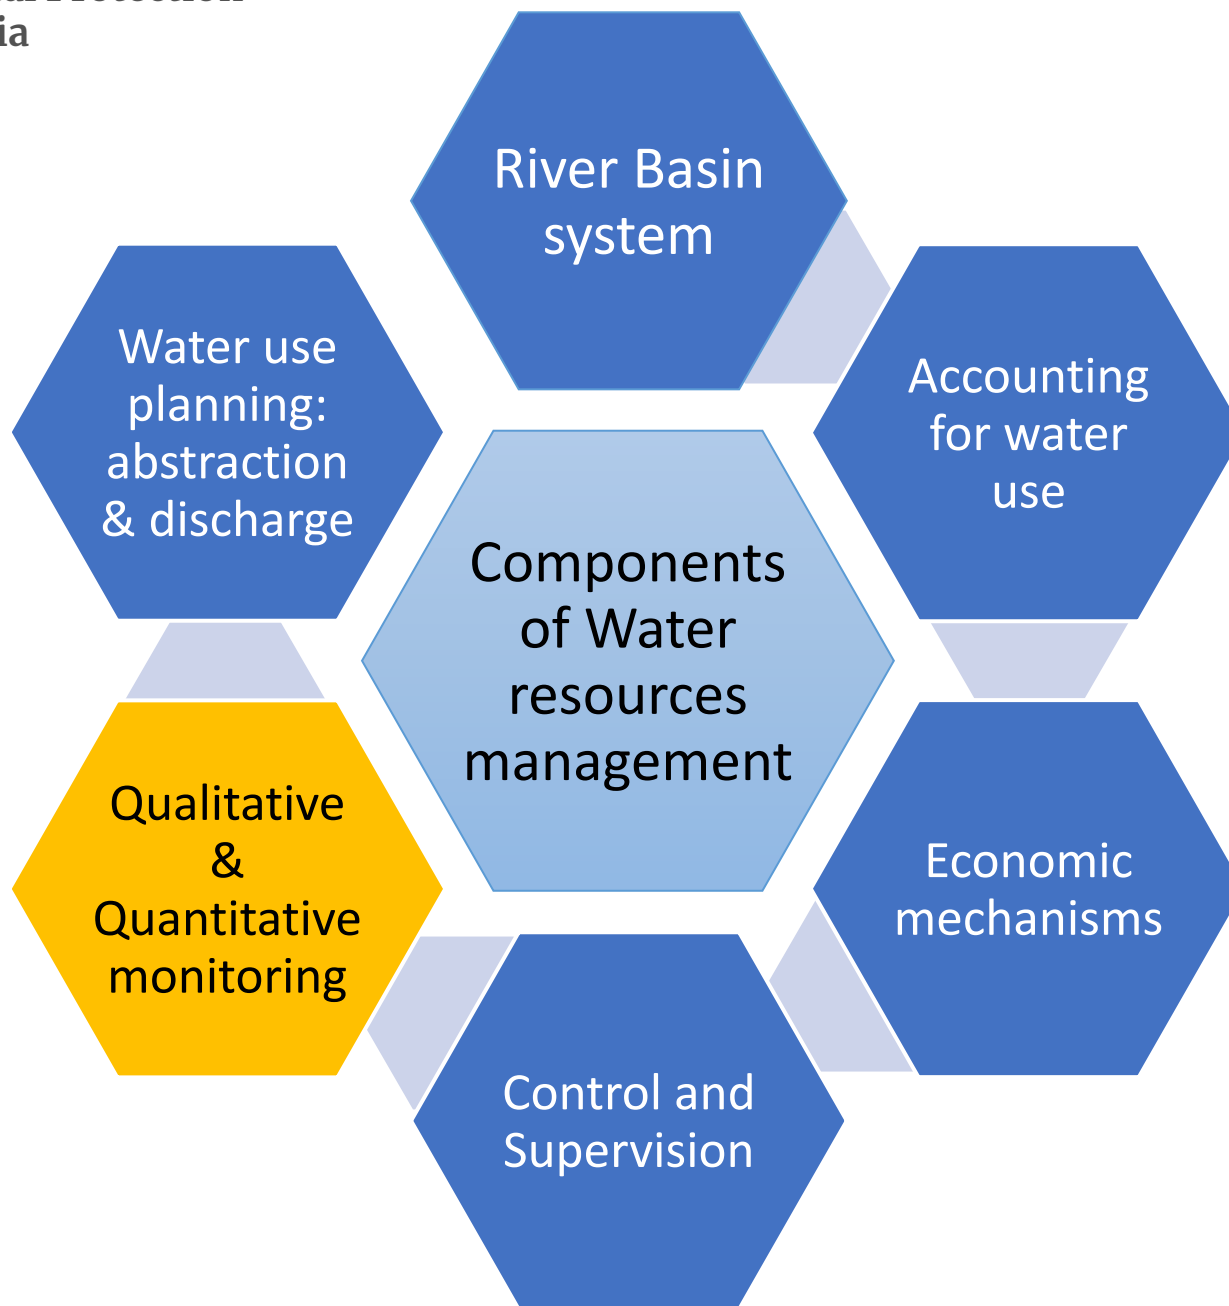 ia
River Basin
system
Accounting
for water
use
Economic
mechanisms
Control and
Supervision
Qualitative
&
Quantitative
monitoring
Water use
planning:
abstraction
& discharge
Components
of Water
resources
management